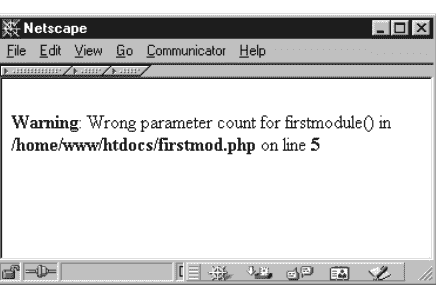 Netscape
File Edit View Go Communicator Help
Warning: Wrong parameter count for firstmodule() in
/home/www/htdocs/firstmod.php on line 5